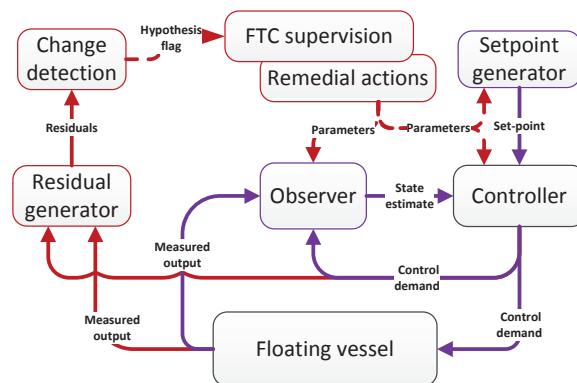 Change
detection
Hypothesis
flag
FTC supervision
Remedial actions
Setpoint
generator
Residuals
Parameters
Parameters
Set-point
Residual
generator
Observer
State
estimate
Controller
Measured
output
Control
demand
Measured
output
Floating vessel
Control
demand